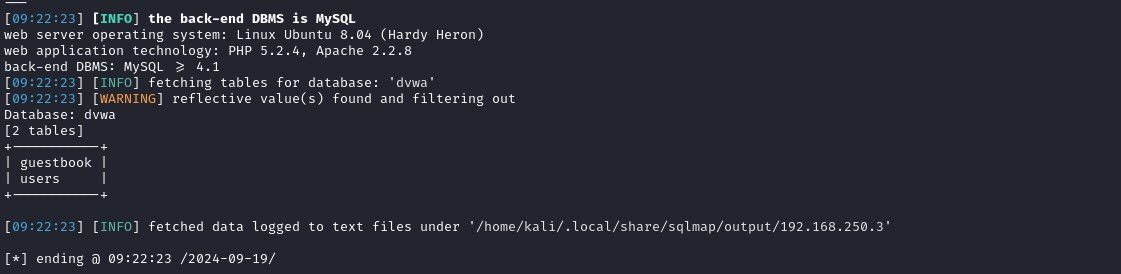 [09:22:23] [INFO] the back-end DBMS is MySQL
web server operating system: Linux Ubuntu 8.04 (Hardy Heron)
web application technology: PHP 5.2.4, Apache 2.2.8
back-end DBMS: MySQL ≥ 4.1
[09:22:23] [INFO] fetching tables for database: 'dvwa'
[09:22:23] [WARNING] reflective value(s) found and filtering out
Database: dvwa
[2 tables]
+-----------+
| guestbook |
| users     |
+-----------+
[09:22:23] [INFO] fetched data logged to text files under '/home/kali/.local/share/sqlmap/output/192.168.250.3'
[*] ending @ 09:22:23 /2024-09-19/